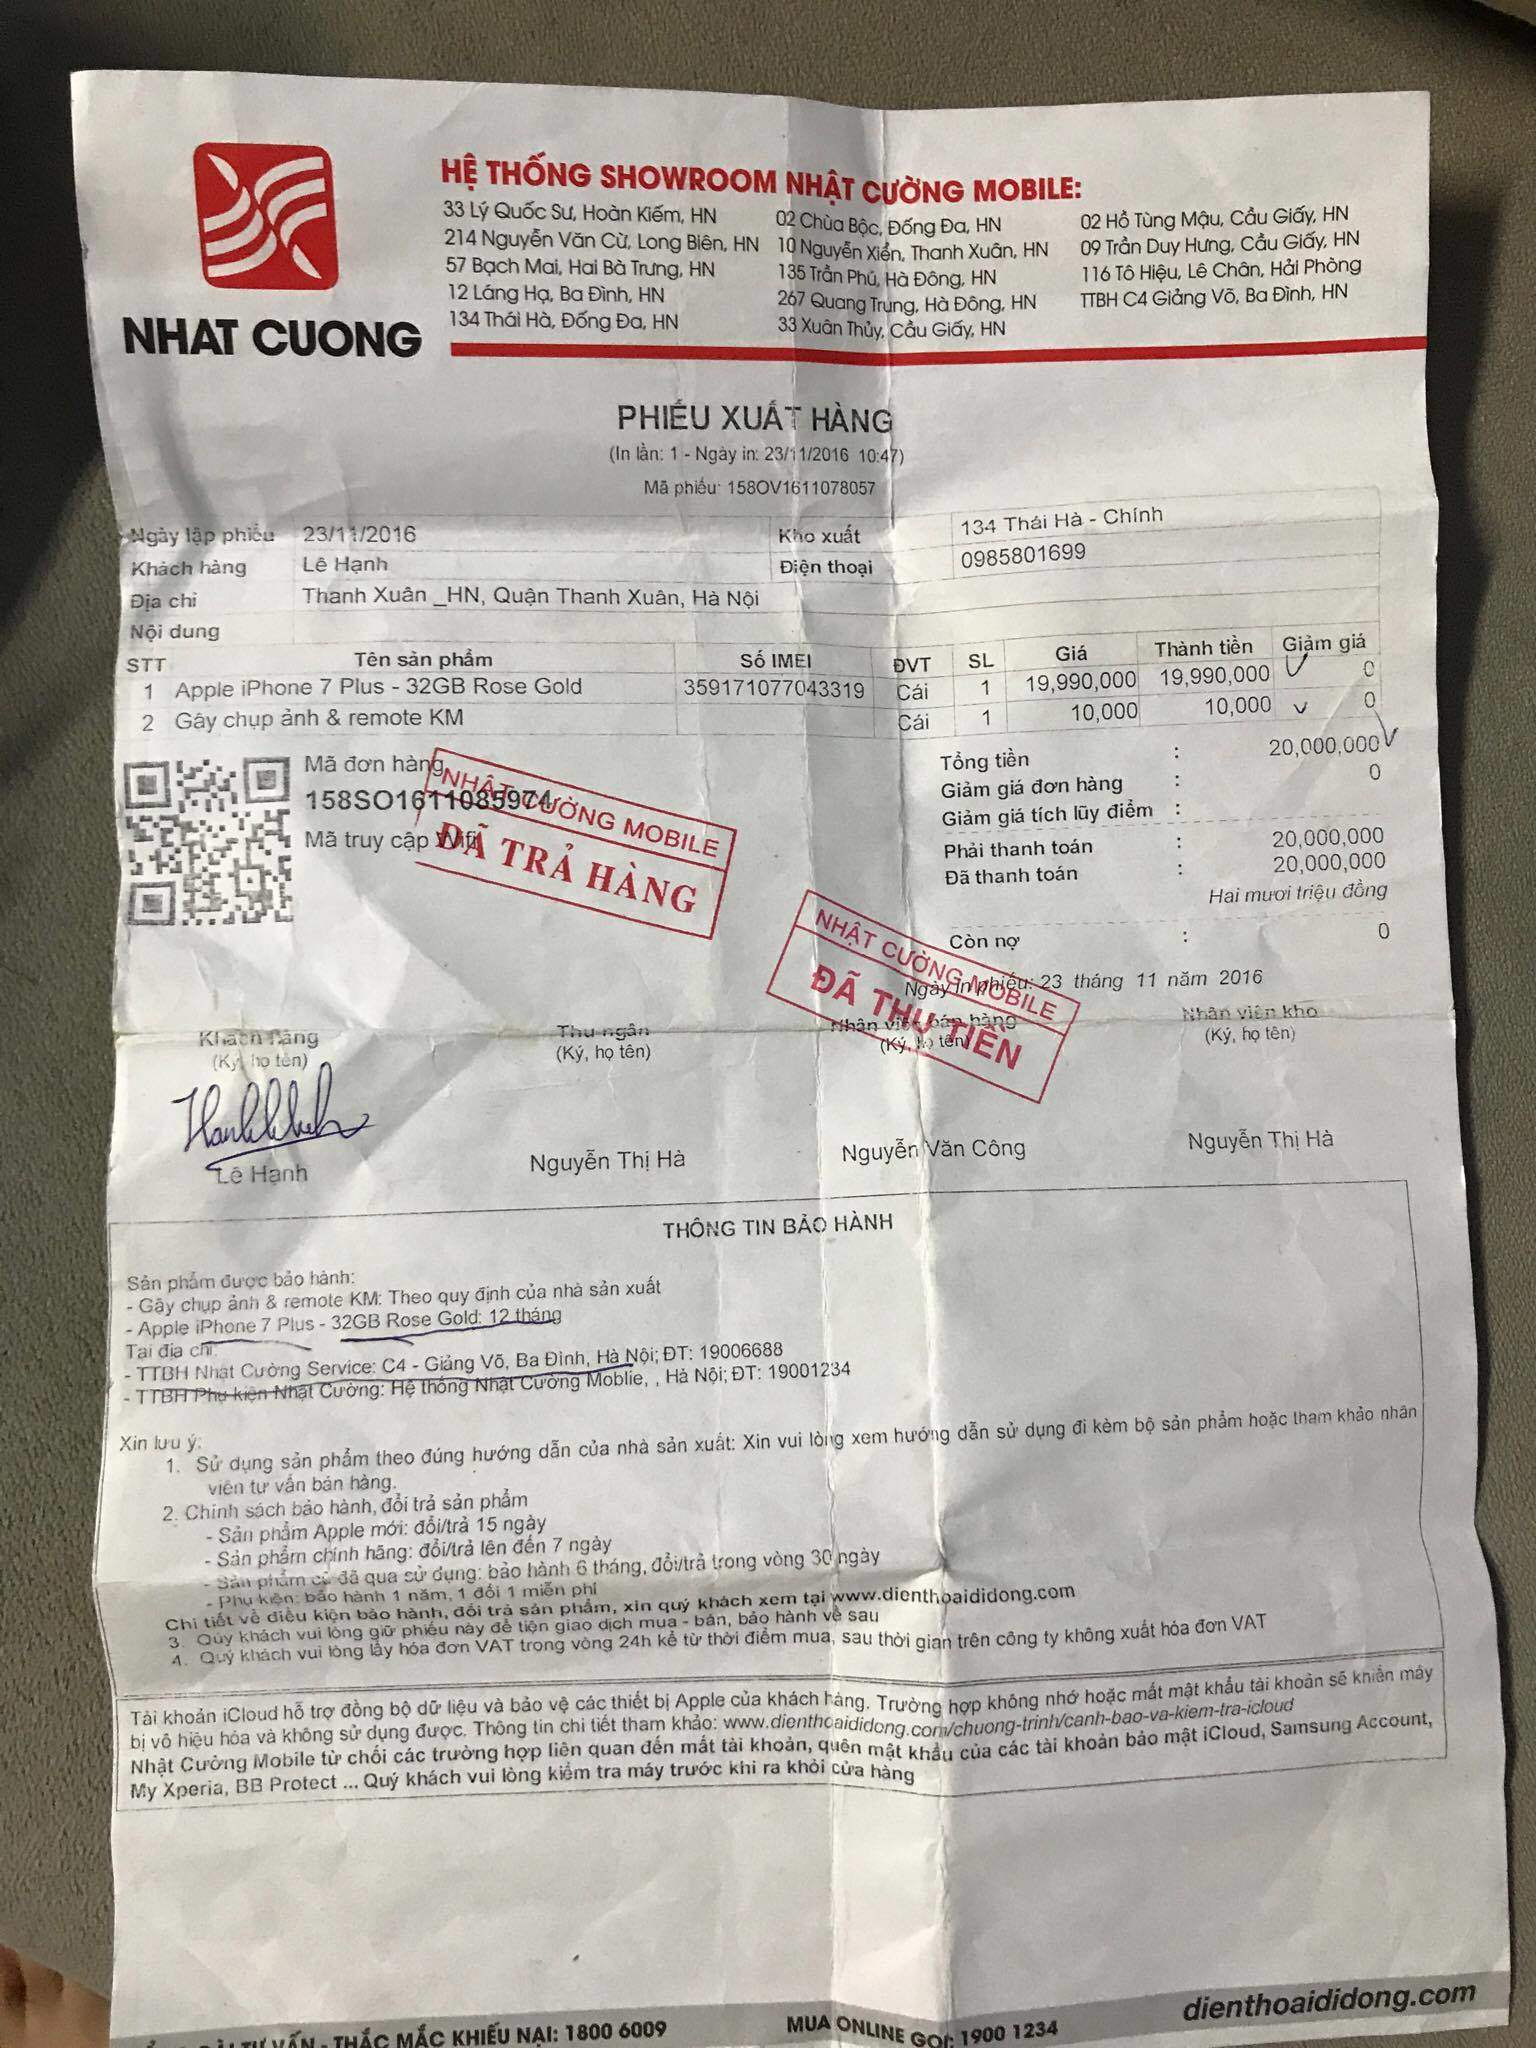 NHAT CUONG
HỆ THỐNG SHOWROOM NHẬT CƯỜNG MOBILE:
33 Lý Quốc Sư, Hoàn Kiếm, HN
214 Nguyễn Văn Cừ, Long Biên, HN
57 Bạch Mai, Hai Bà Trưng, HN
12 Láng Hạ, Ba Đình, HN
134 Thái Hà, Đống Đa, HN
02 Chùa Bộc, Đống Đa, HN
10 Nguyễn Xiển, Thanh Xuân, HN
135 Trần Phú, Hà Đông, HN
267 Quang Trung, Hà Đông, HN
33 Xuân Thủy, Cầu Giấy, HN
02 Hồ Tùng Mậu, Cầu Giấy, HN
09 Trần Duy Hưng, Cầu Giấy, HN
116 Tô Hiệu, Lê Chân, Hải Phòng
TTBH C4 Giảng Võ, Ba Đình, HN
PHIẾU XUẤT HÀNG
(In lần: 1 - Ngày in: 23/11/2016 10:47)
Mã phiếu: 158OV1611078057
Ngày lập phiếu 23/11/2016 Kho xuất 134 Thái Hà - Chính
Khách hàng Lê Hạnh Điện thoại 0985801699
Địa chỉ Thanh Xuân _HN, Quận Thanh Xuân, Hà Nội
Nội dung
STT Tên sản phẩm Số IMEI ĐVT SL Giá Thành tiền Giảm giá
1 Apple iPhone 7 Plus - 32GB Rose Gold 359171077043319 Cái 1 19,990,000 19,990,000 0
2 Gậy chụp ảnh & remote KM Cái 1 10,000 10,000 0
Mã đơn hàng
158SO1611085974
Mã truy cập Wifi
NHẬT CƯỜNG MOBILE
ĐÃ TRẢ HÀNG
Tổng tiền : 20,000,000
Giảm giá đơn hàng : 0
Giảm giá tích lũy điểm :
Phải thanh toán : 20,000,000
Đã thanh toán : 20,000,000
Hai mươi triệu đồng
Còn nợ : 0
NHẬT CƯỜNG MOBILE
ĐÃ THU TIỀN
Ngày in phiếu: 23 tháng 11 năm 2016
Khách hàng Thu ngân Nhân viên bán hàng Nhân viên kho
(Ký, họ tên) (Ký, họ tên) (Ký, họ tên) (Ký, họ tên)
Lê Hạnh Nguyễn Thị Hà Nguyễn Văn Công Nguyễn Thị Hà
THÔNG TIN BẢO HÀNH
Sản phẩm được bảo hành:
- Gậy chụp ảnh & remote KM: Theo quy định của nhà sản xuất
- Apple iPhone 7 Plus - 32GB Rose Gold: 12 tháng
Tại địa chỉ:
- TTBH Nhật Cường Service: C4 - Giảng Võ, Ba Đình, Hà Nội; ĐT: 19006688
- TTBH Phụ kiện Nhật Cường: Hệ thống Nhật Cường Moblie, , Hà Nội; ĐT: 19001234
Xin lưu ý:
1. Sử dụng sản phẩm theo đúng hướng dẫn của nhà sản xuất: Xin vui lòng xem hướng dẫn sử dụng đi kèm bộ sản phẩm hoặc tham khảo nhân
viên tư vấn bán hàng.
2. Chính sách bảo hành, đổi trả sản phẩm
- Sản phẩm Apple mới: đổi/trả 15 ngày
- Sản phẩm chính hãng: đổi/trả lên đến 7 ngày
- Sản phẩm cũ đã qua sử dụng: bảo hành 6 tháng, đổi/trả trong vòng 30 ngày
- Phụ kiện: bảo hành 1 năm, 1 đổi 1 miễn phí
Chi tiết về điều kiện bảo hành, đổi trả sản phẩm, xin quý khách xem tại www.dienthoaididong.com
3. Quý khách vui lòng giữ phiếu này để tiện giao dịch mua - bán, bảo hành về sau
4. Quý khách vui lòng lấy hóa đơn VAT trong vòng 24h kể từ thời điểm mua, sau thời gian trên công ty không xuất hóa đơn VAT
Tài khoản iCloud hỗ trợ đồng bộ dữ liệu và bảo vệ các thiết bị Apple của khách hàng. Trường hợp không nhớ hoặc mất mật khẩu tài khoản sẽ khiến máy
bị vô hiệu hóa và không sử dụng được. Thông tin chi tiết tham khảo: www.dienthoaididong.com/chuong-trinh/canh-bao-va-kiem-tra-icloud
Nhật Cường Mobile từ chối các trường hợp liên quan đến mất tài khoản, quên mật khẩu của các tài khoản bảo mật iCloud, Samsung Account,
My Xperia, BB Protect ... Quý khách vui lòng kiểm tra máy trước khi ra khỏi cửa hàng
dienthoaididong.com
TƯ VẤN - THẮC MẮC KHIẾU NẠI: 1800 6009 MUA ONLINE GỌI: 1900 1234